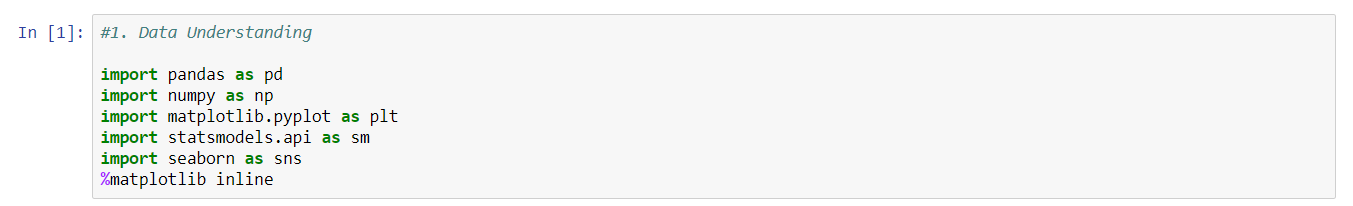 In [1]: #1. Data Understanding
import pandas as pd
import numpy as np
import matplotlib.pyplot as plt
import statsmodels.api as sm
import seaborn as sns
%matplotlib inline